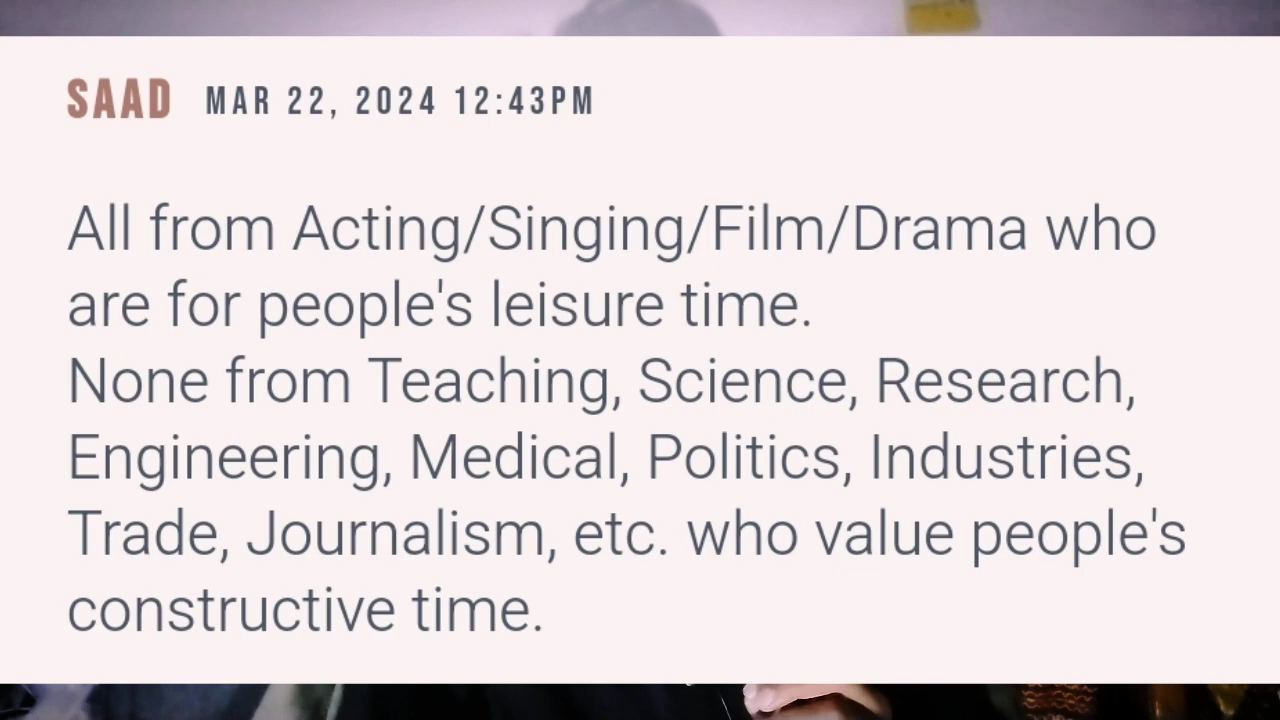 SAAD MAR 22, 2024 12:43PM
All from Acting/Singing/Film/Drama who
are for people's leisure time.
None from Teaching, Science, Research,
Engineering, Medical, Politics, Industries,
Trade, Journalism, etc. who value people's
constructive time.